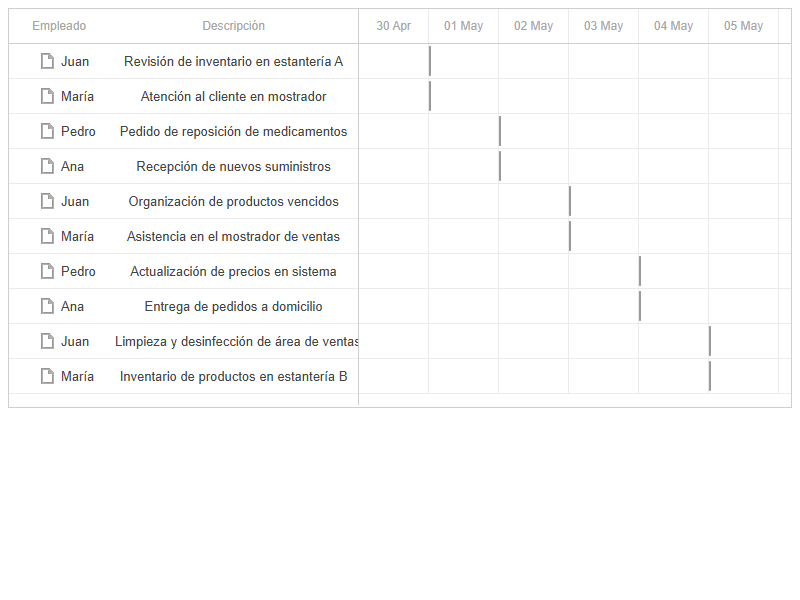 Empleado Descripción 30 Apr 01 May 02 May 03 May 04 May 05 May
Juan Revisión de inventario en estantería A
María Atención al cliente en mostrador
Pedro Pedido de reposición de medicamentos
Ana Recepción de nuevos suministros
Juan Organización de productos vencidos
María Asistencia en el mostrador de ventas
Pedro Actualización de precios en sistema
Ana Entrega de pedidos a domicilio
Juan Limpieza y desinfección de área de ventas
María Inventario de productos en estantería B